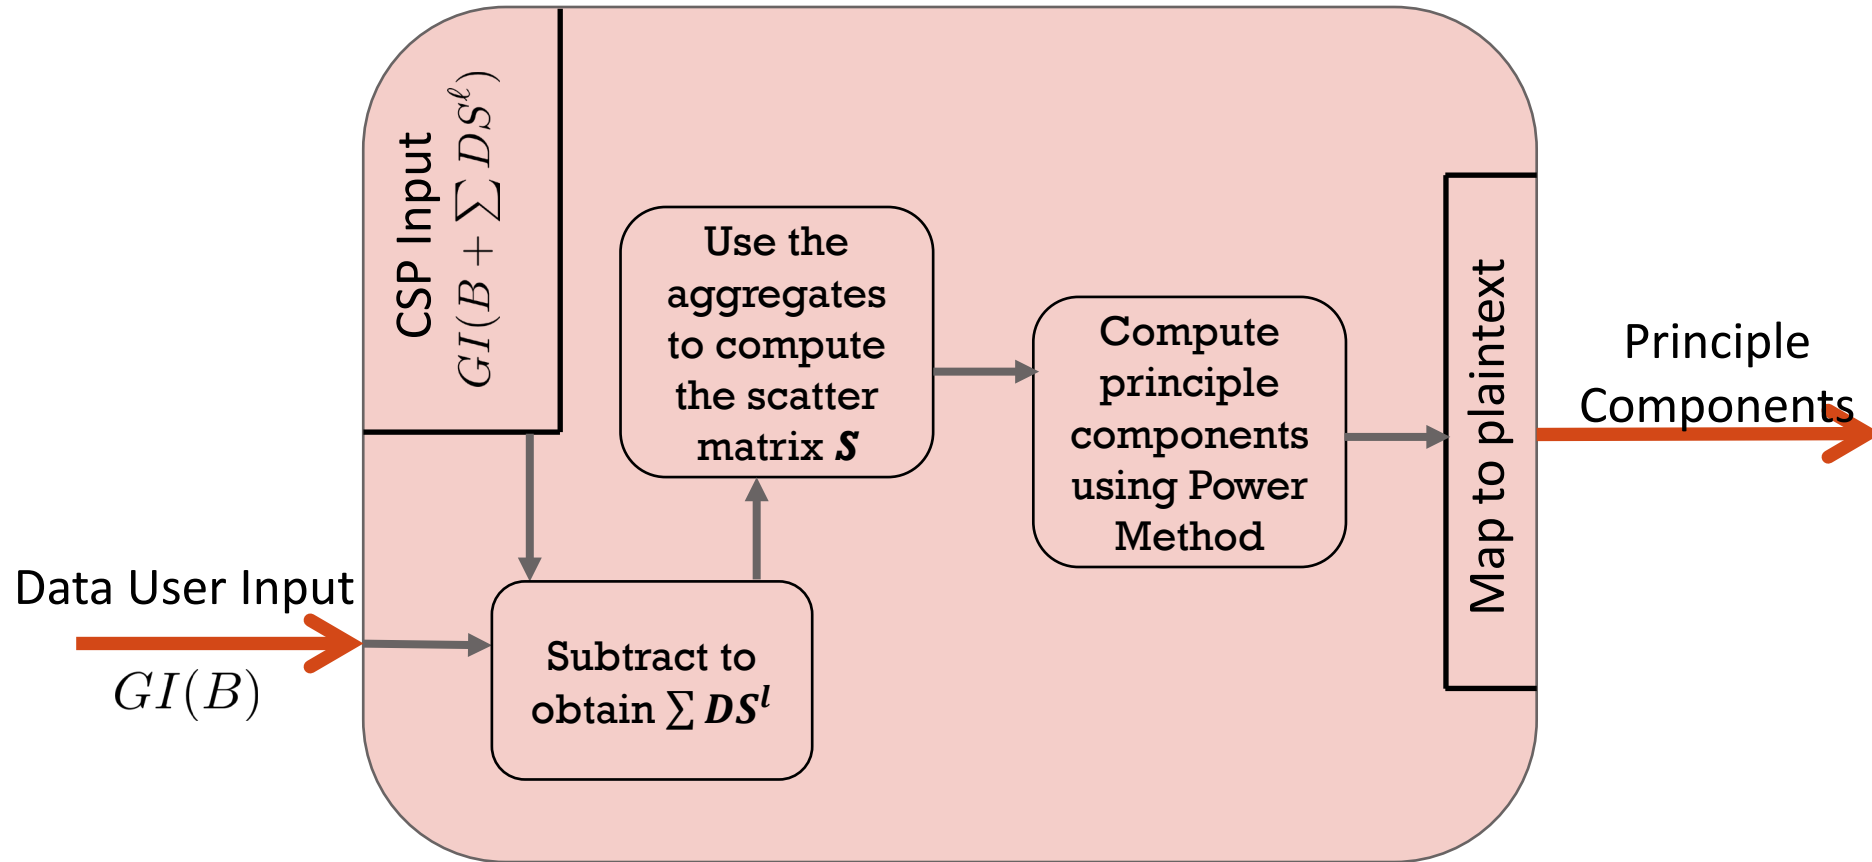 CSP Input
GI(B + ∑ DS^ℓ)
Use the
aggregates
to compute
the scatter
matrix S
Compute
principle
components
using Power
Method
Map to plaintext
Principle
Components
Data User Input
GI(B)
Subtract to
obtain ∑ DS^l